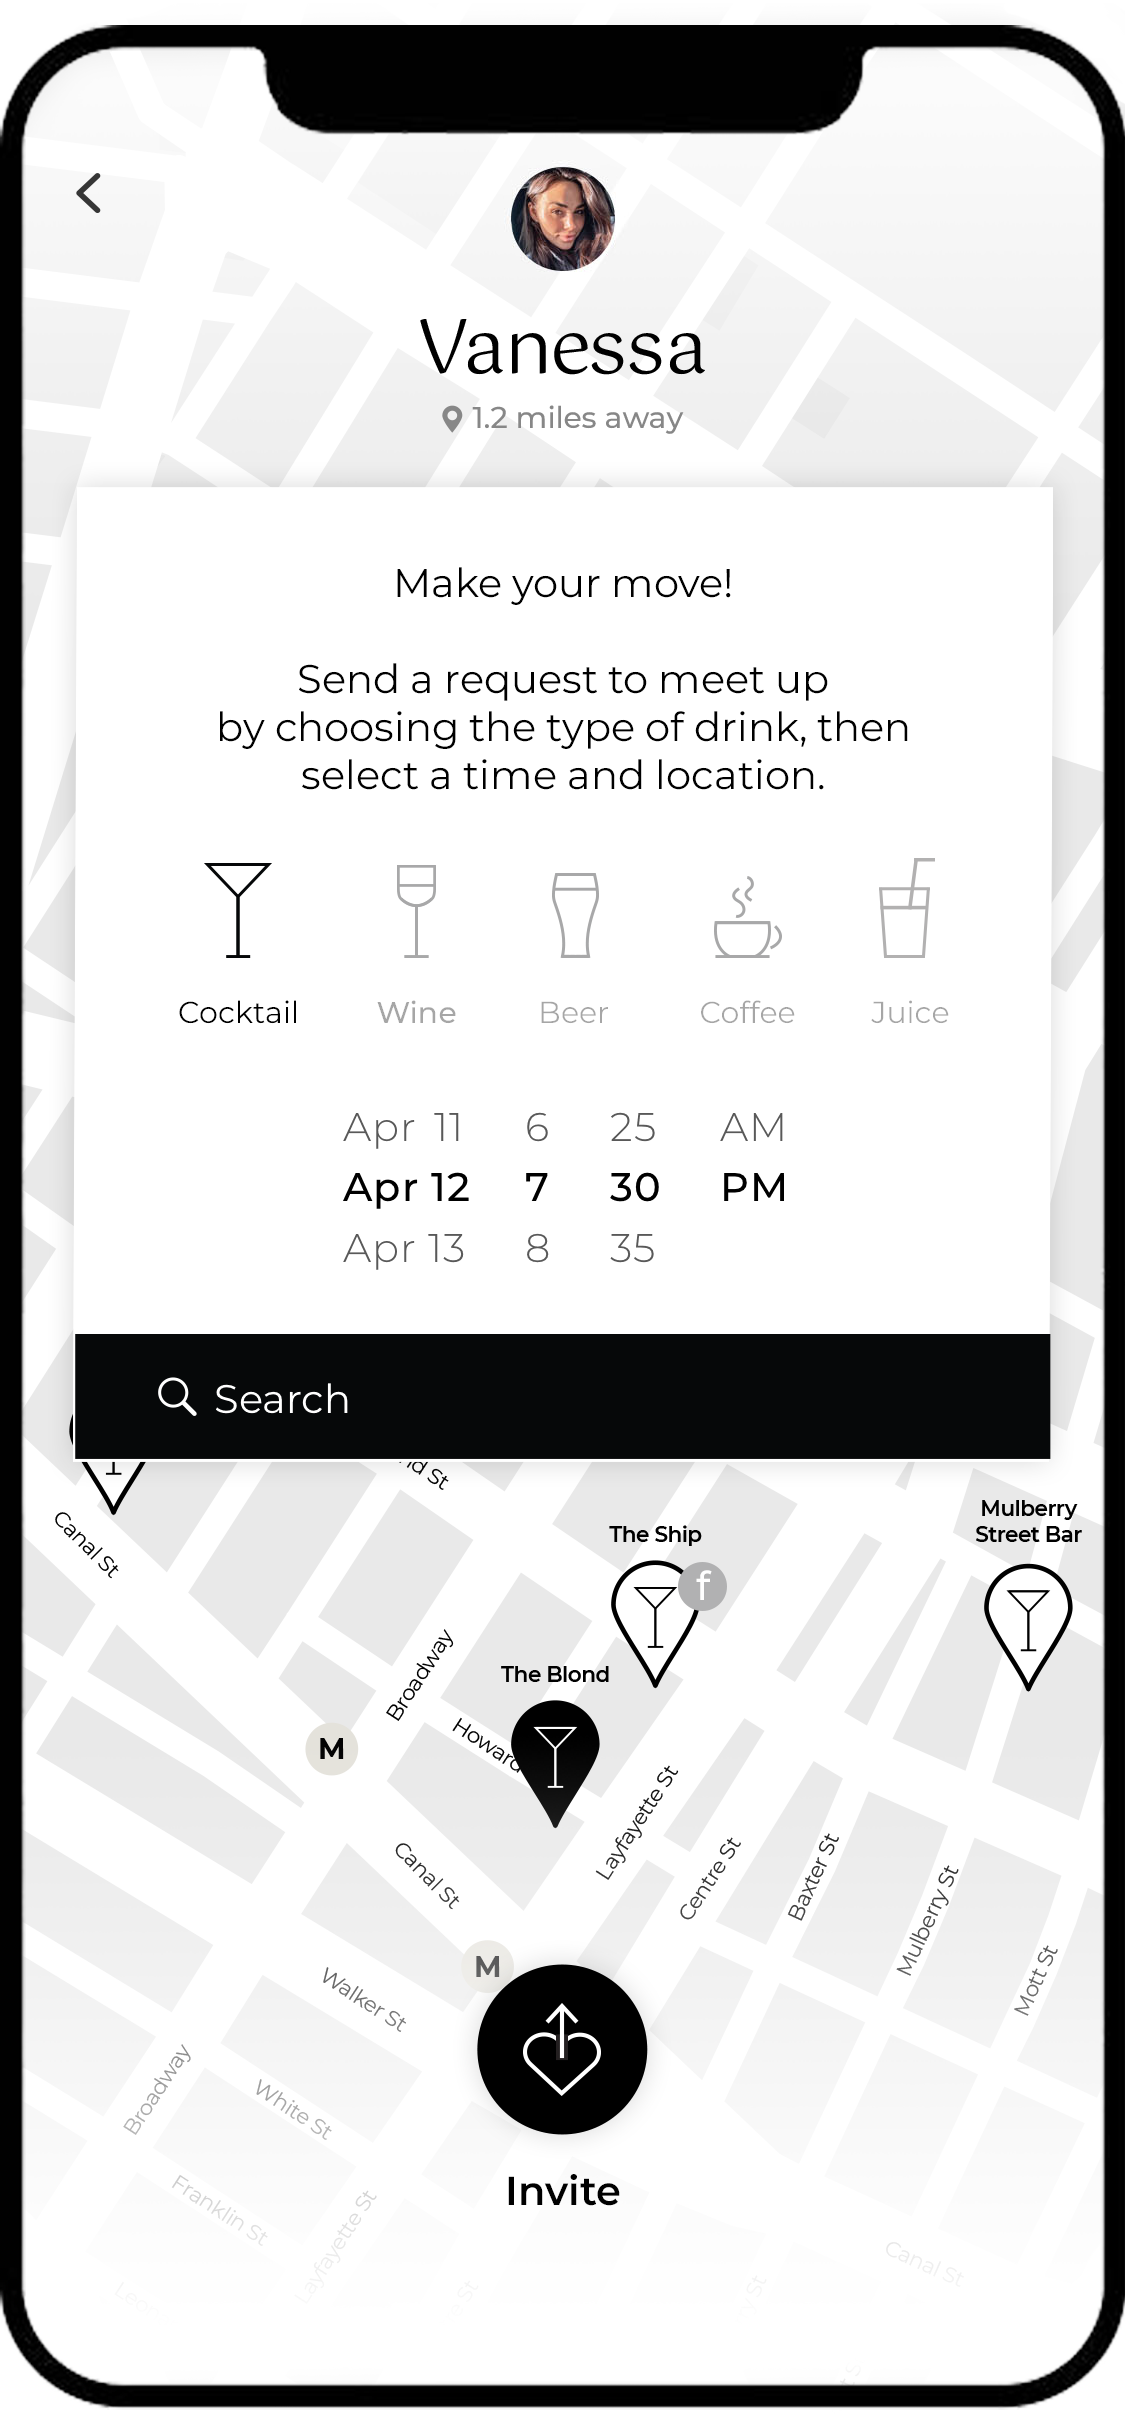 Vanessa
1.2 miles away
Make your move!
Send a request to meet up
by choosing the type of drink, then
select a time and location.
Cocktail Wine Beer Coffee Juice
Apr 11 6 25 AM
Apr 12 7 30 PM
Apr 13 8 35
Search
Canal St
The Ship
f
Mulberry
Street Bar
Broadway
The Blond
M
Howard
Layfayette St
Canal St
Centre St
Baxter St
Mulberry St
Mott St
M
Walker St
Broadway
White St
Invite
Franklin St
Layfayette St
Canal St
St
St